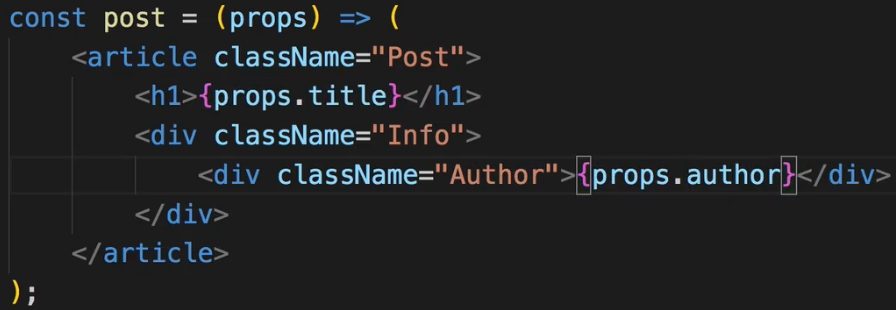 const post = (props) => (
    <article className="Post">
        <h1>{props.title}</h1>
        <div className="Info">
            <div className="Author">{props.author}</div>
        </div>
    </article>
);